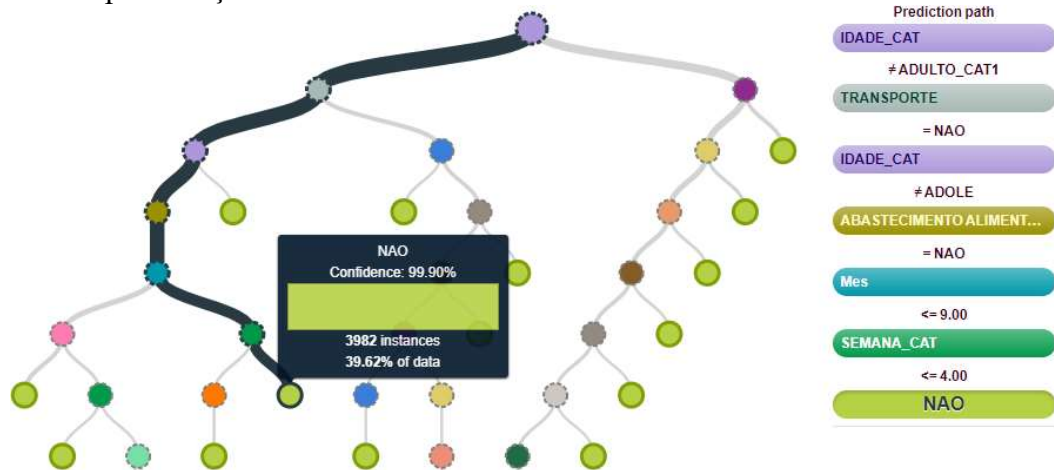 Prediction path
IDADE_CAT
≠ ADULTO_CAT1
TRANSPORTE
= NAO
IDADE_CAT
≠ ADOLE
ABASTECIMENTO ALIMENT...
= NAO
Mes
<= 9.00
SEMANA_CAT
<= 4.00
NAO
NAO
Confidence: 99.90%
3982 instances
39.62% of data